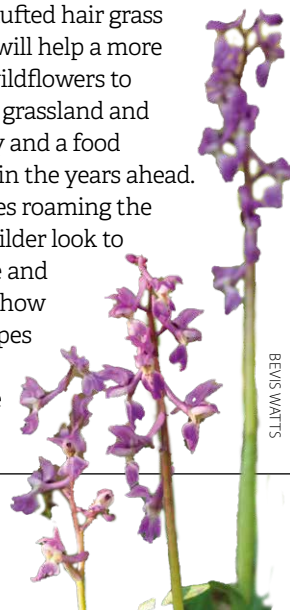 ufted hair grass
will help a more
ildflowers to
grassland and
y and a food
in the years ahead.
es roaming the
ilder look to
e and
how
pes
e
BEVIS WATTS